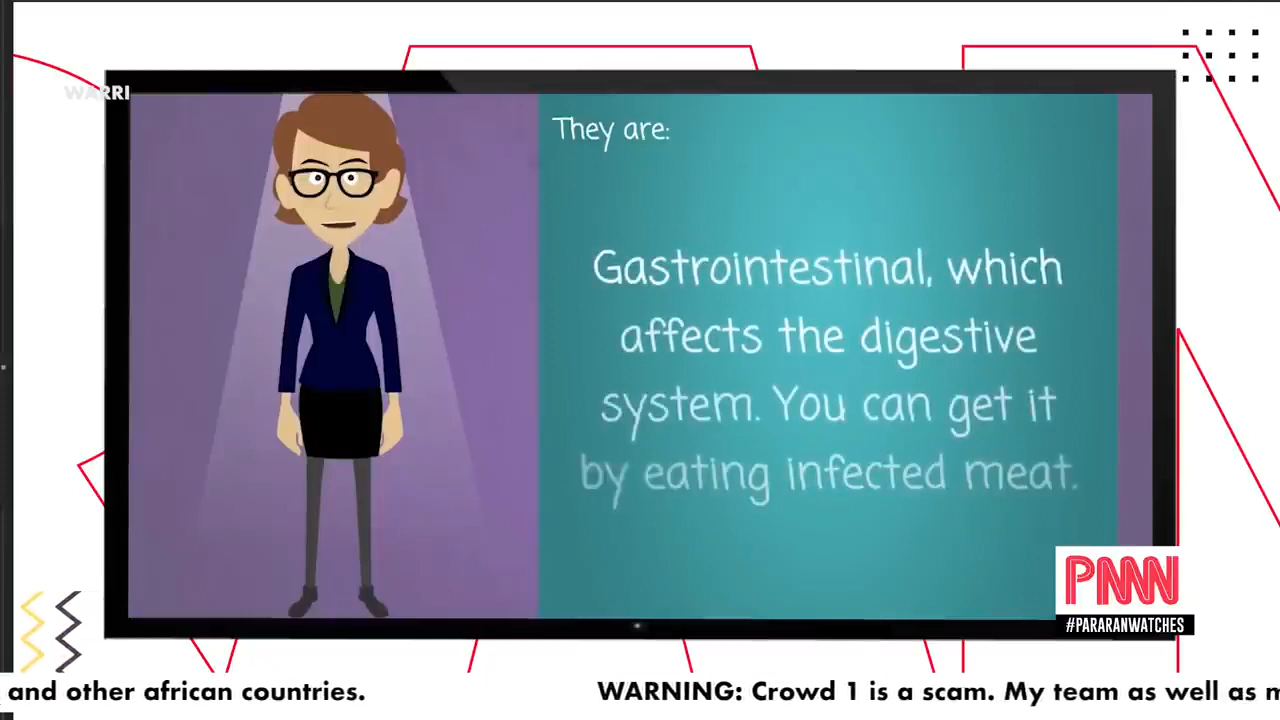 WARRI
They are:
Gastrointestinal, which
affects the digestive
system. You can get it
by eating infected meat.
PMN
#PARARANWATCHES
and other african countries. WARNING: Crowd 1 is a scam. My team as well as m